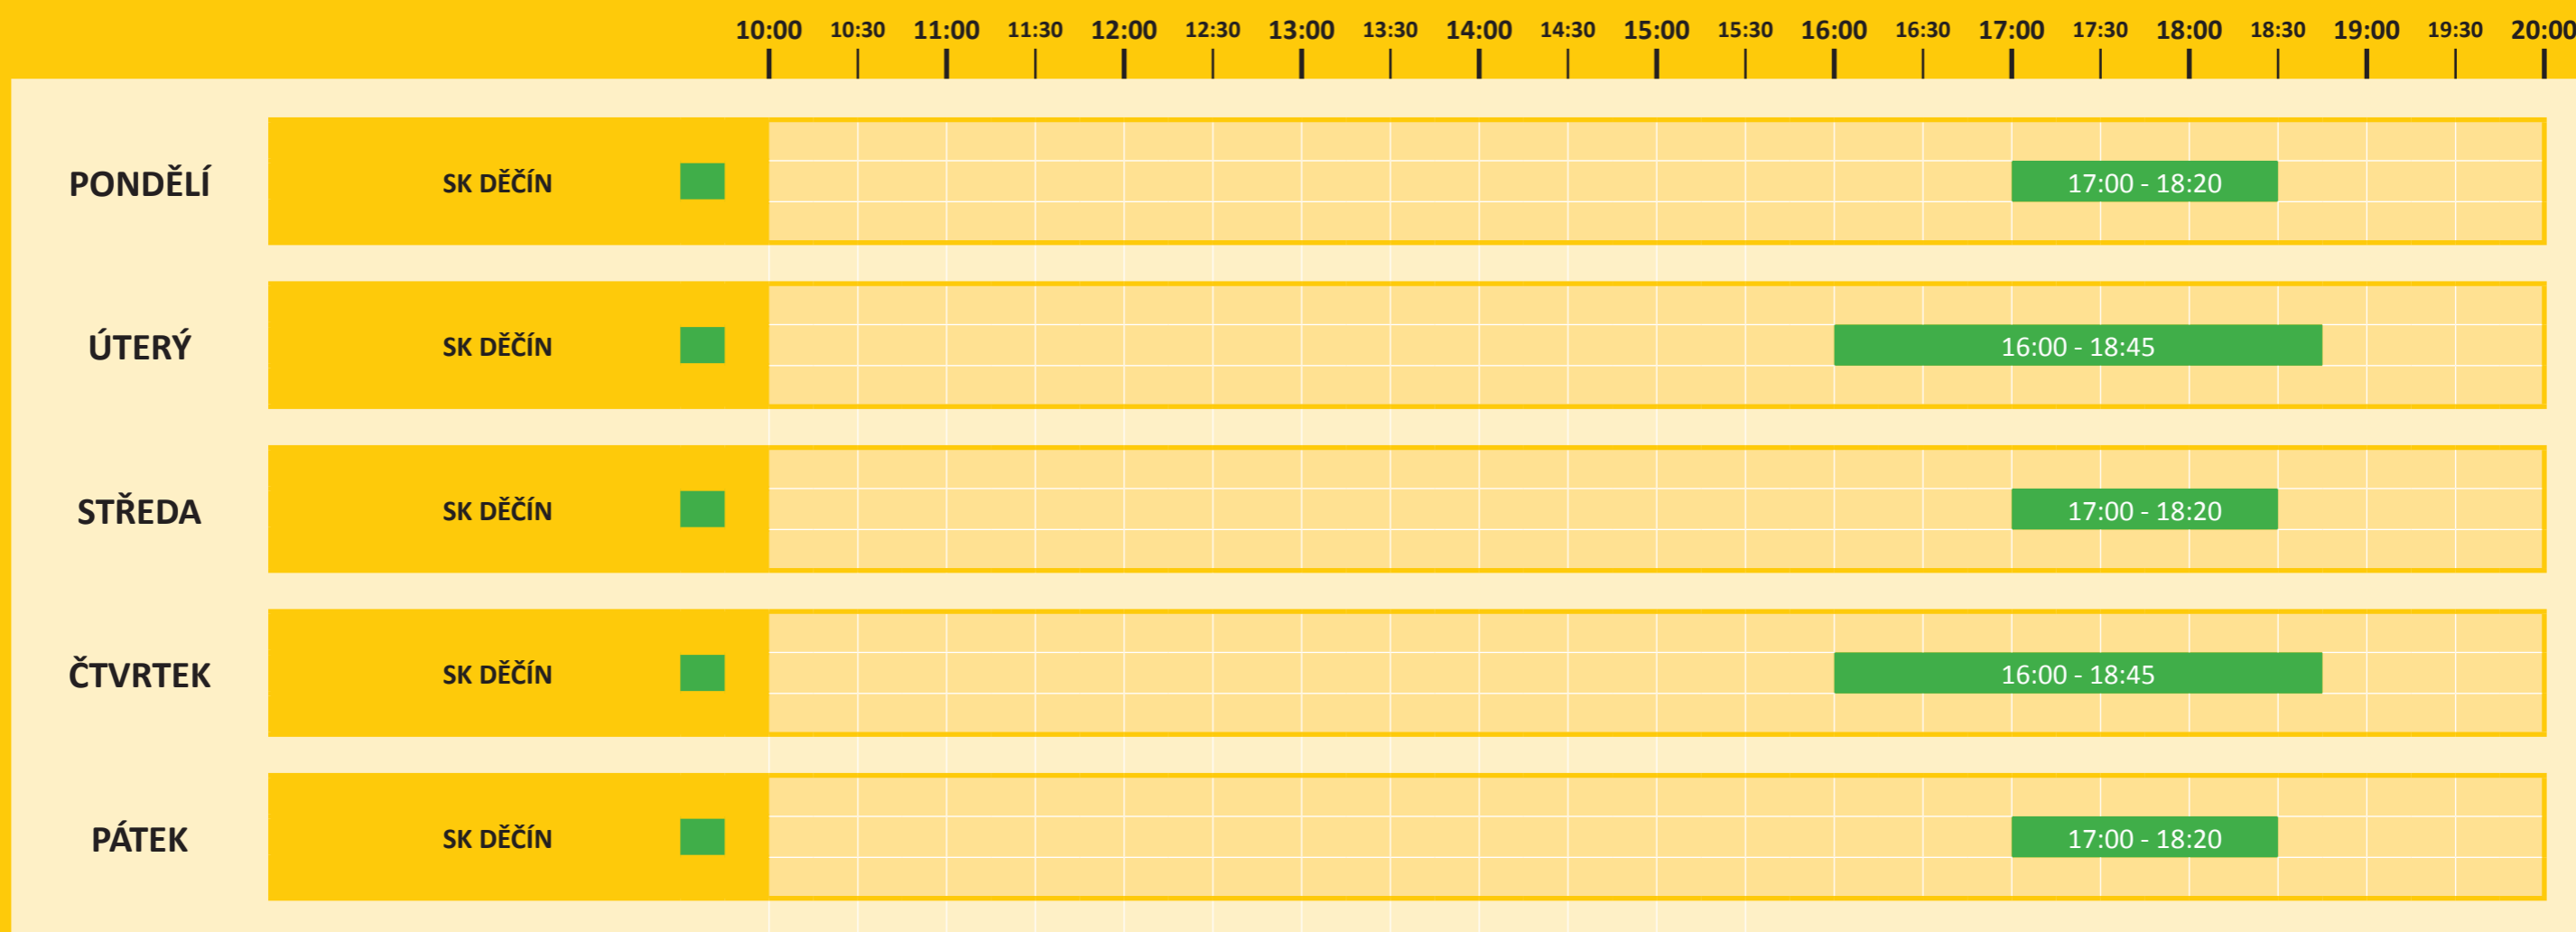 10:00 10:30 11:00 11:30 12:00 12:30 13:00 13:30 14:00 14:30 15:00 15:30 16:00 16:30 17:00 17:30 18:00 18:30 19:00 19:30 20:00
PONDĚLÍ SK DĚČÍN 17:00 - 18:20
ÚTERÝ SK DĚČÍN 16:00 - 18:45
STŘEDA SK DĚČÍN 17:00 - 18:20
ČTVRTEK SK DĚČÍN 16:00 - 18:45
PÁTEK SK DĚČÍN 17:00 - 18:20